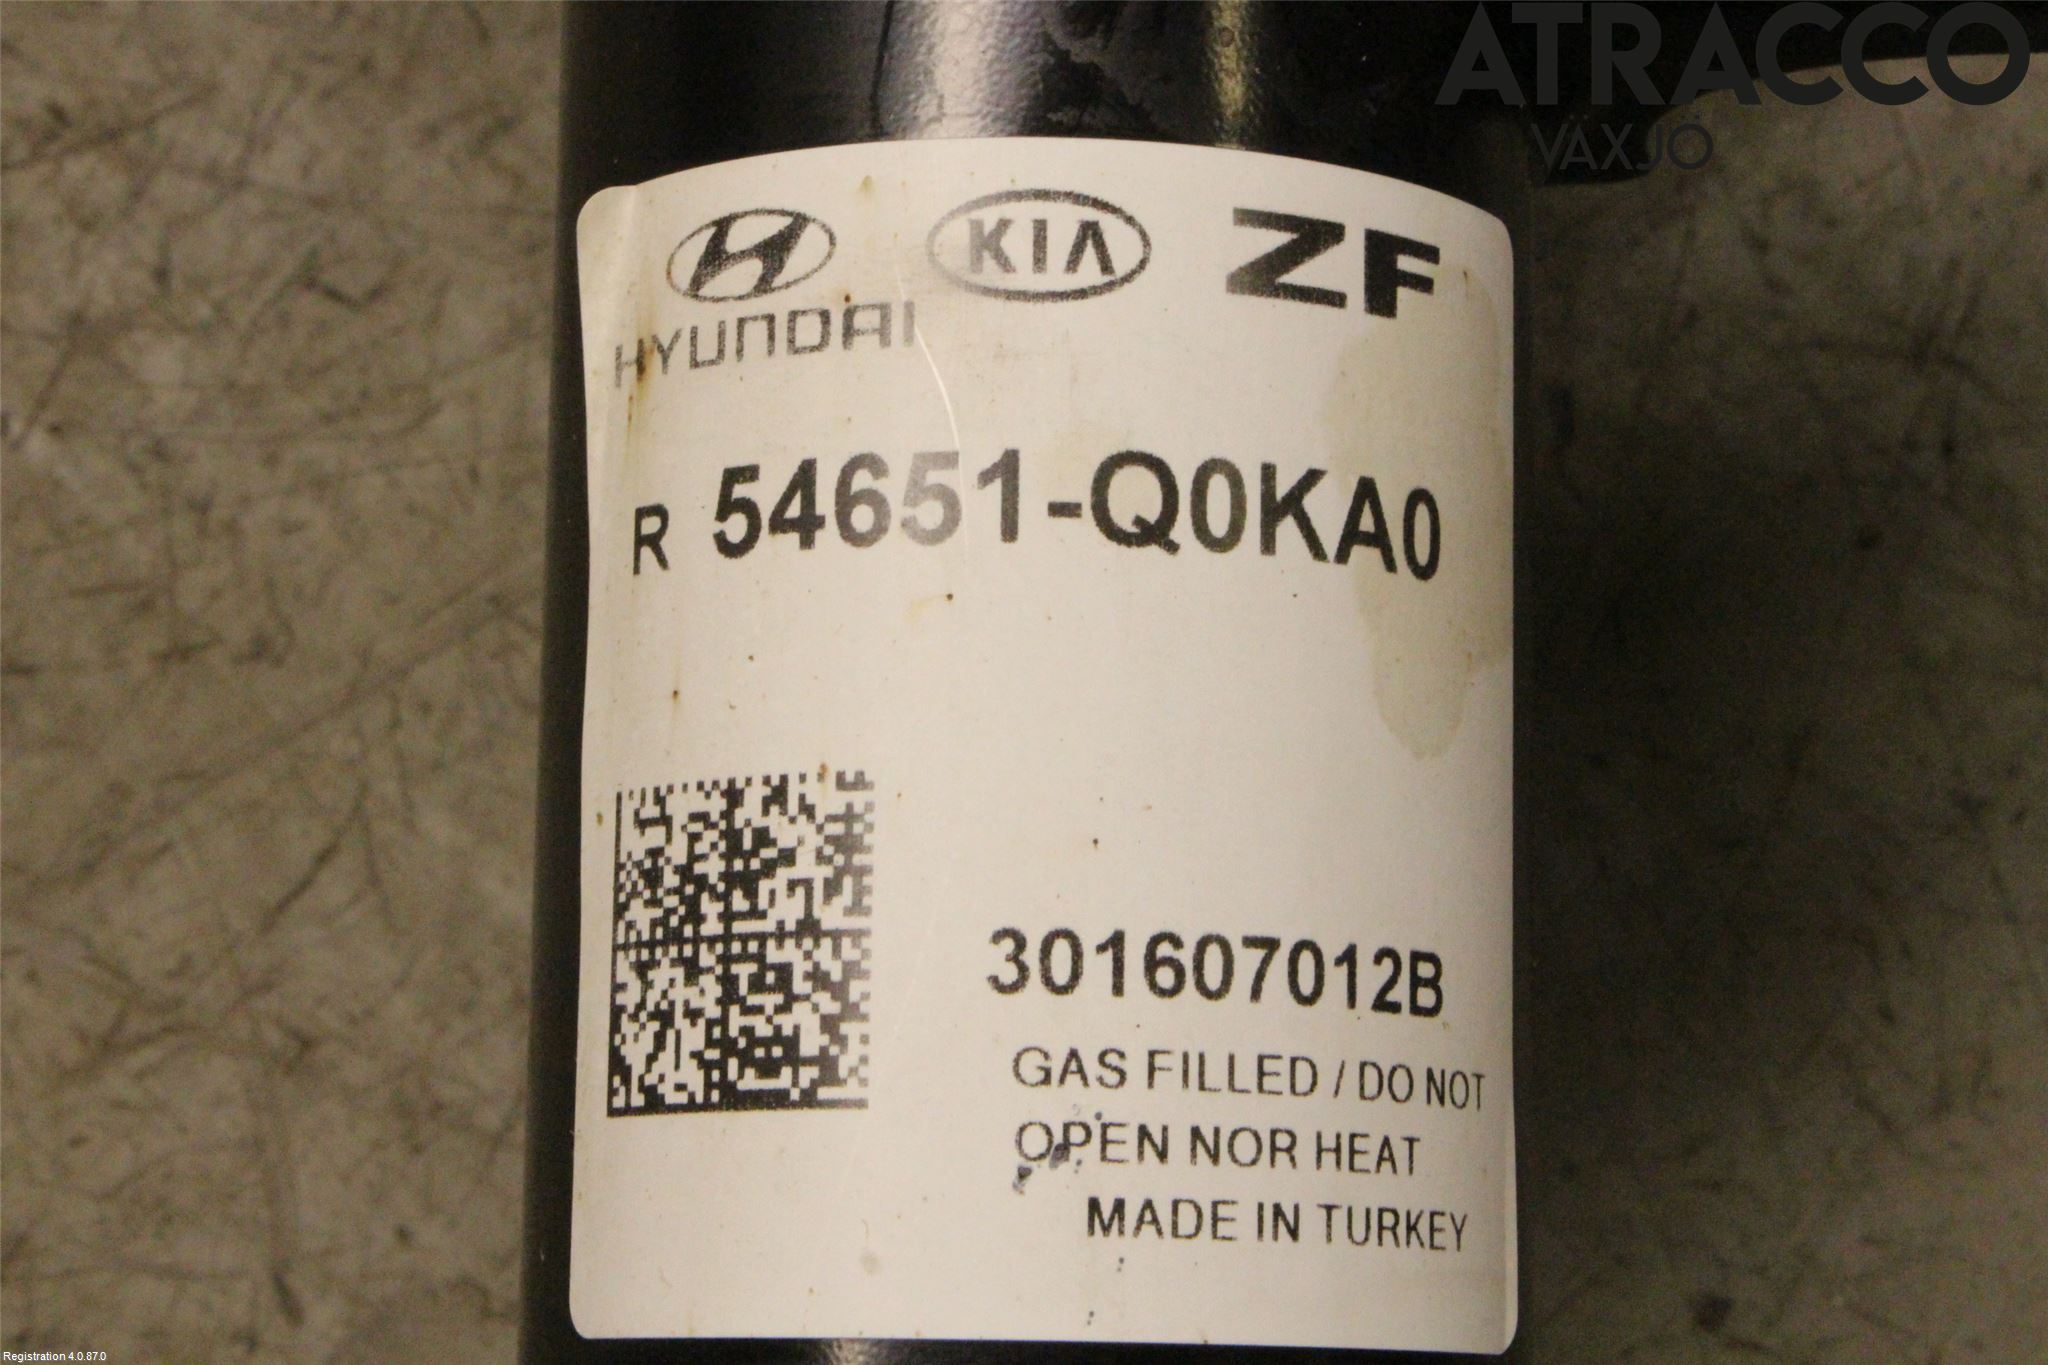 ATRACCO
VÄXJÖ
KIA ZF
HYUNDAI
R 54651-Q0KA0
301607012B
GAS FILLED / DO NOT
OPEN NOR HEAT
MADE IN TURKEY
Registration 4.0.87.0